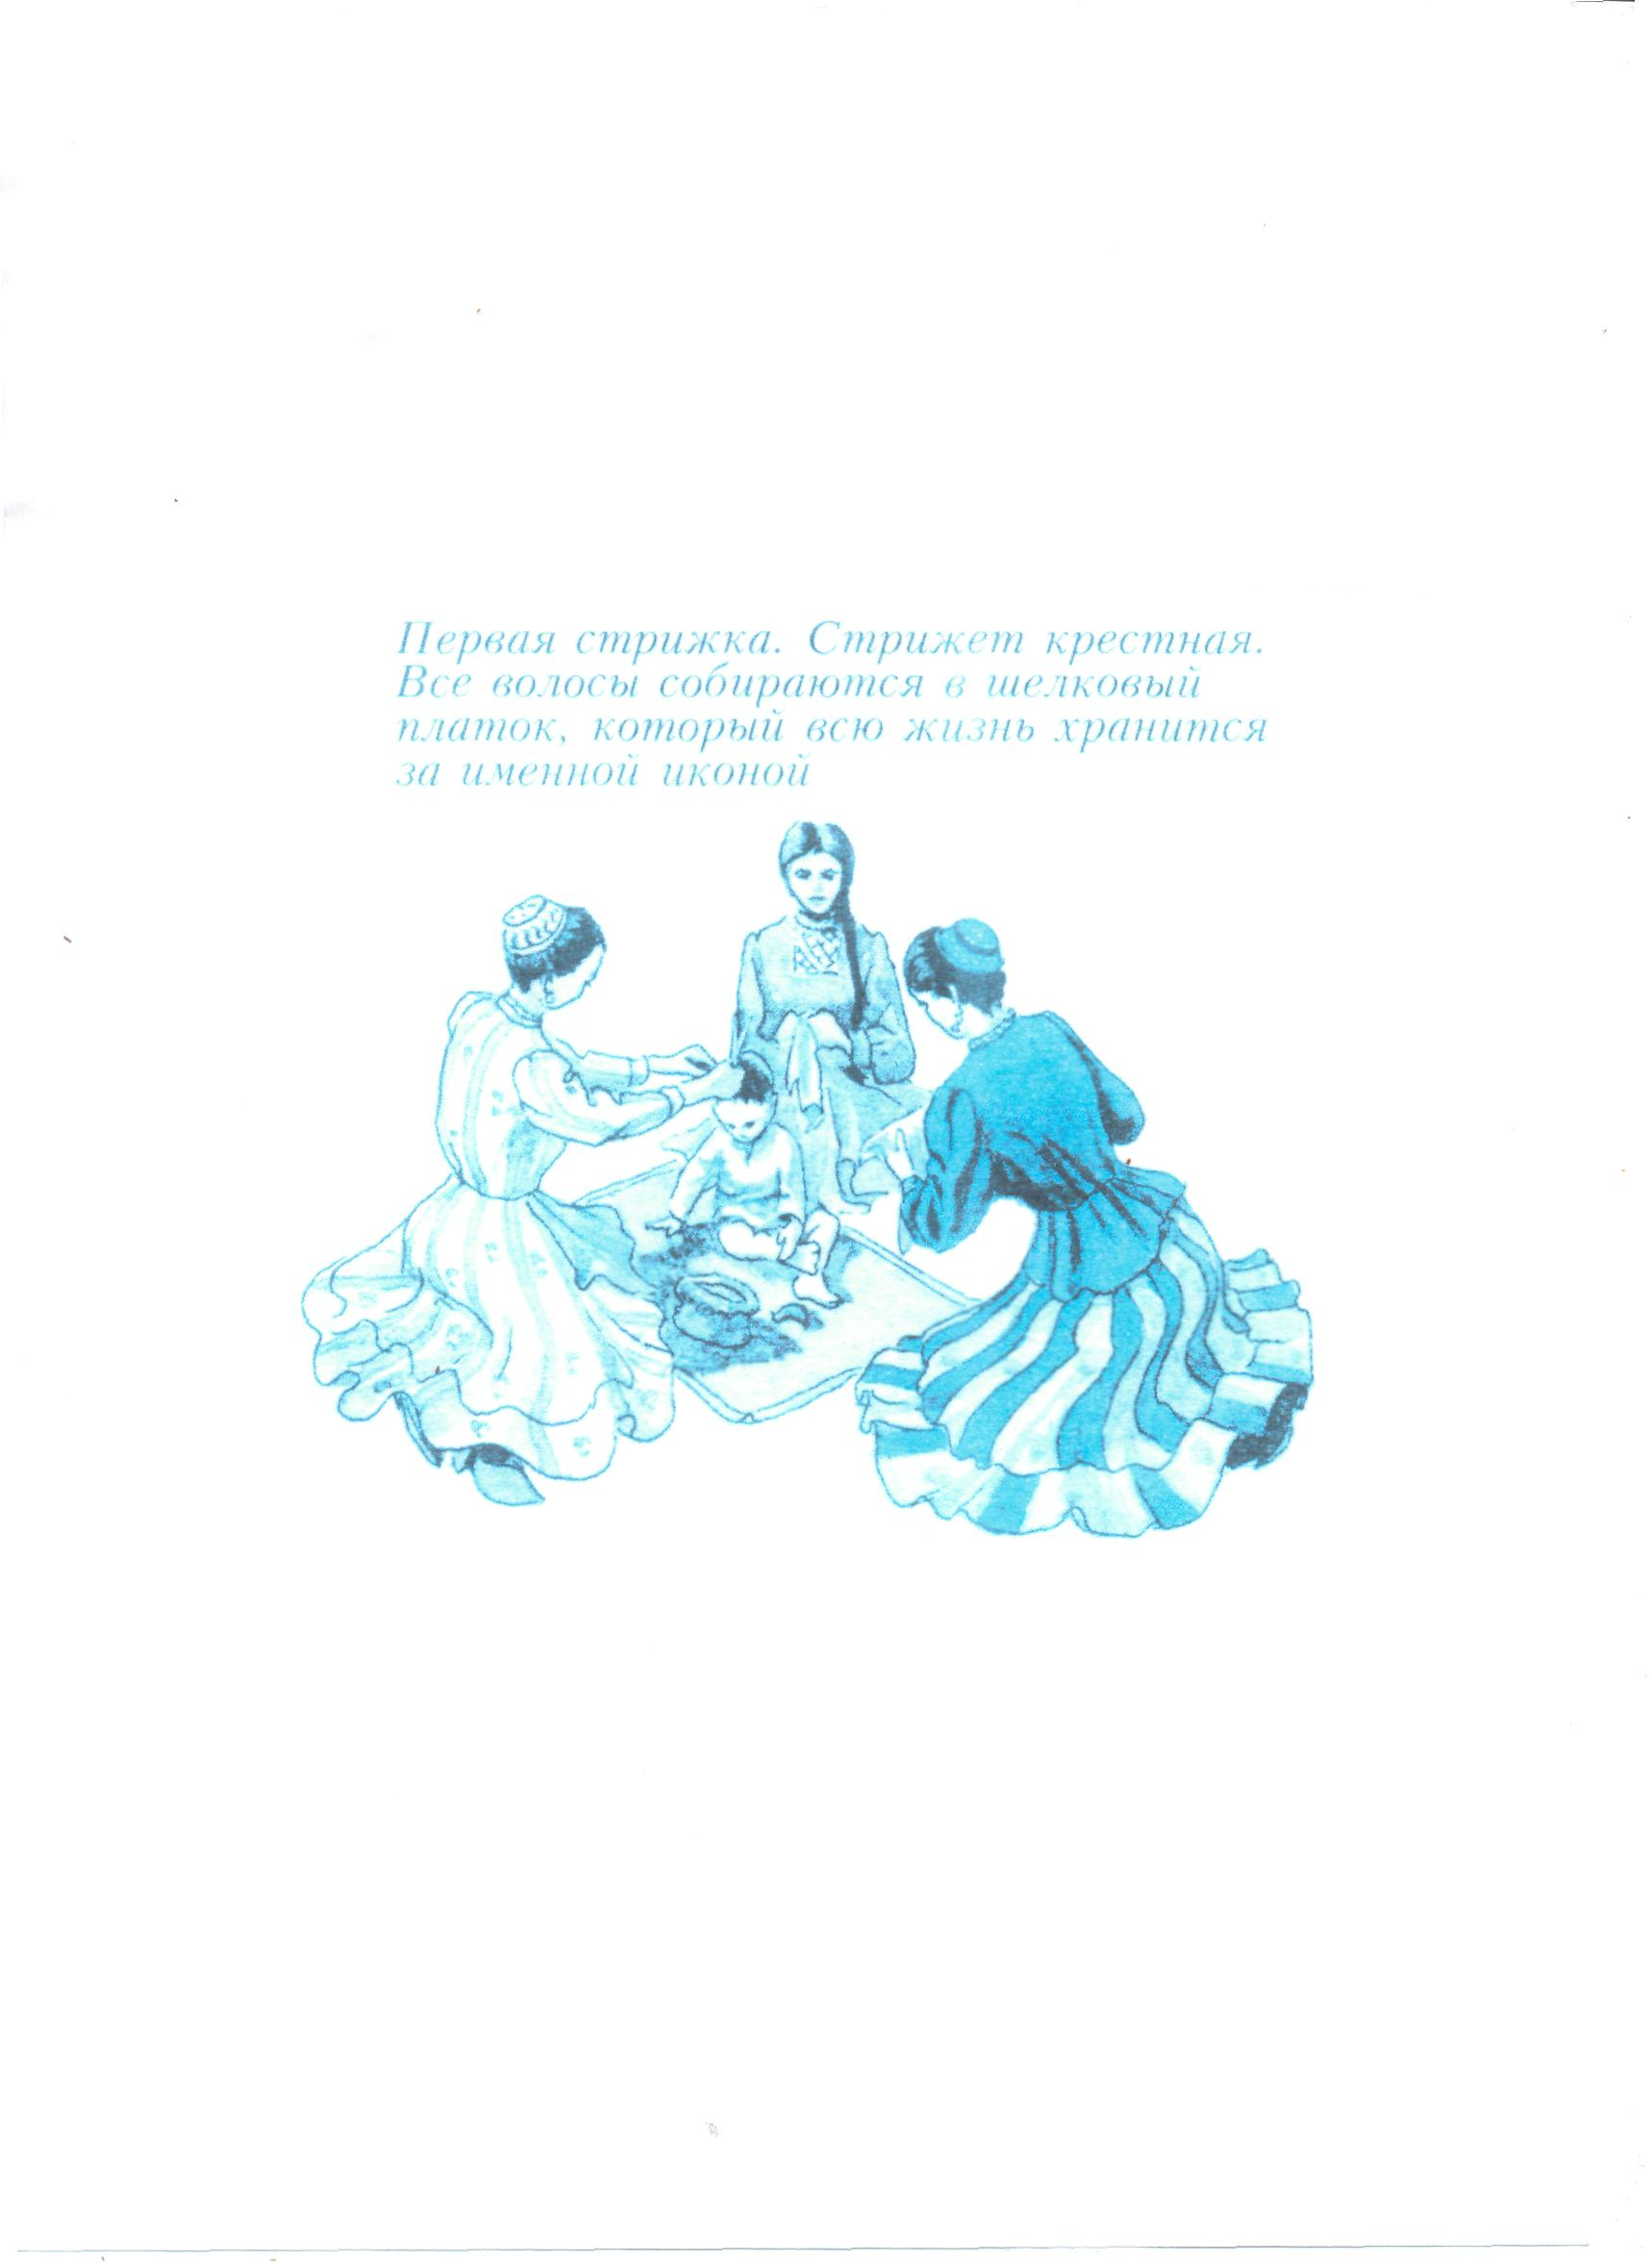 Первая стрижка. Стрижет крестная.
Все волосы собираются в шелковый
платок, который всю жизнь хранится
за именной иконой